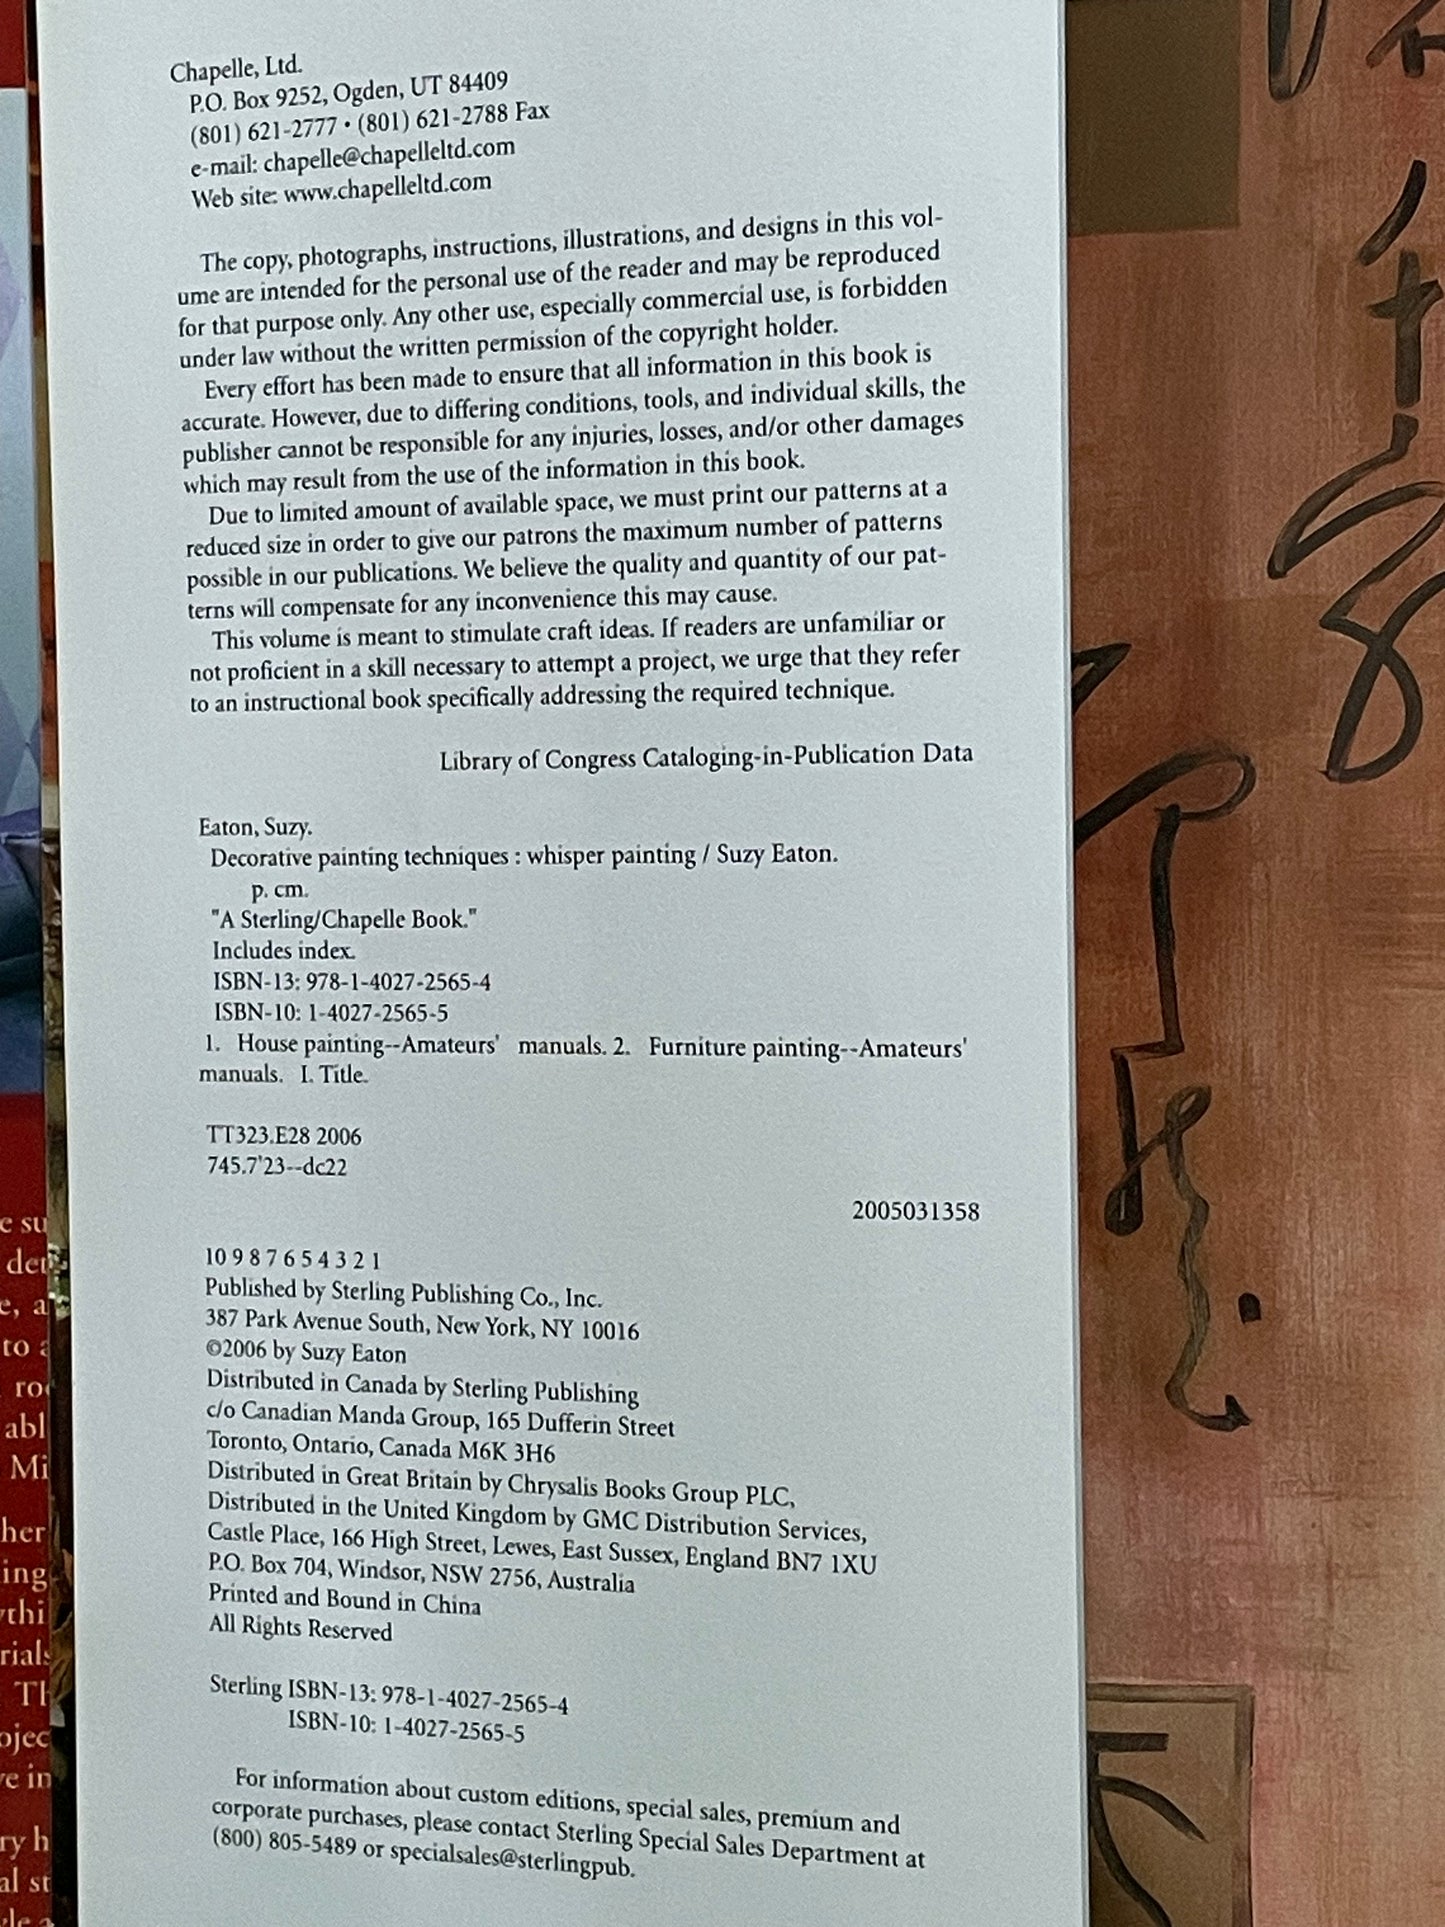 Chapelle, Ltd.
P.O. Box 9252, Ogden, UT 84409
(801) 621-2777 • (801) 621-2788 Fax
e-mail: chapelle@chapelleltd.com
Web site: www.chapelleltd.com
The copy, photographs, instructions, illustrations, and designs in this vol-
ume are intended for the personal use of the reader and may be reproduced
for that purpose only. Any other use, especially commercial use, is forbidden
under law without the written permission of the copyright holder.
Every effort has been made to ensure that all information in this book is
accurate. However, due to differing conditions, tools, and individual skills, the
publisher cannot be responsible for any injuries, losses, and/or other damages
which may result from the use of the information in this book.
Due to limited amount of available space, we must print our patterns at a
reduced size in order to give our patrons the maximum number of patterns
possible in our publications. We believe the quality and quantity of our pat-
terns will compensate for any inconvenience this may cause.
This volume is meant to stimulate craft ideas. If readers are unfamiliar or
not proficient in a skill necessary to attempt a project, we urge that they refer
to an instructional book specifically addressing the required technique.
Library of Congress Cataloging-in-Publication Data
Eaton, Suzy.
Decorative painting techniques : whisper painting / Suzy Eaton.
p. cm.
"A Sterling/Chapelle Book."
Includes index.
ISBN-13: 978-1-4027-2565-4
ISBN-10: 1-4027-2565-5
1. House painting--Amateurs' manuals. 2. Furniture painting--Amateurs'
manuals. I. Title.
TT323.E28 2006
745.7'23--dc22
2005031358
10 9 8 7 6 5 4 3 2 1
Published by Sterling Publishing Co., Inc.
387 Park Avenue South, New York, NY 10016
©2006 by Suzy Eaton
Distributed in Canada by Sterling Publishing
c/o Canadian Manda Group, 165 Dufferin Street
Toronto, Ontario, Canada M6K 3H6
Distributed in Great Britain by Chrysalis Books Group PLC,
Distributed in the United Kingdom by GMC Distribution Services,
Castle Place, 166 High Street, Lewes, East Sussex, England BN7 1XU
P.O. Box 704, Windsor, NSW 2756, Australia
Printed and Bound in China
All Rights Reserved
Sterling ISBN-13: 978-1-4027-2565-4
ISBN-10: 1-4027-2565-5
For information about custom editions, special sales, premium and
corporate purchases, please contact Sterling Special Sales Department at
(800) 805-5489 or specialsales@sterlingpub.